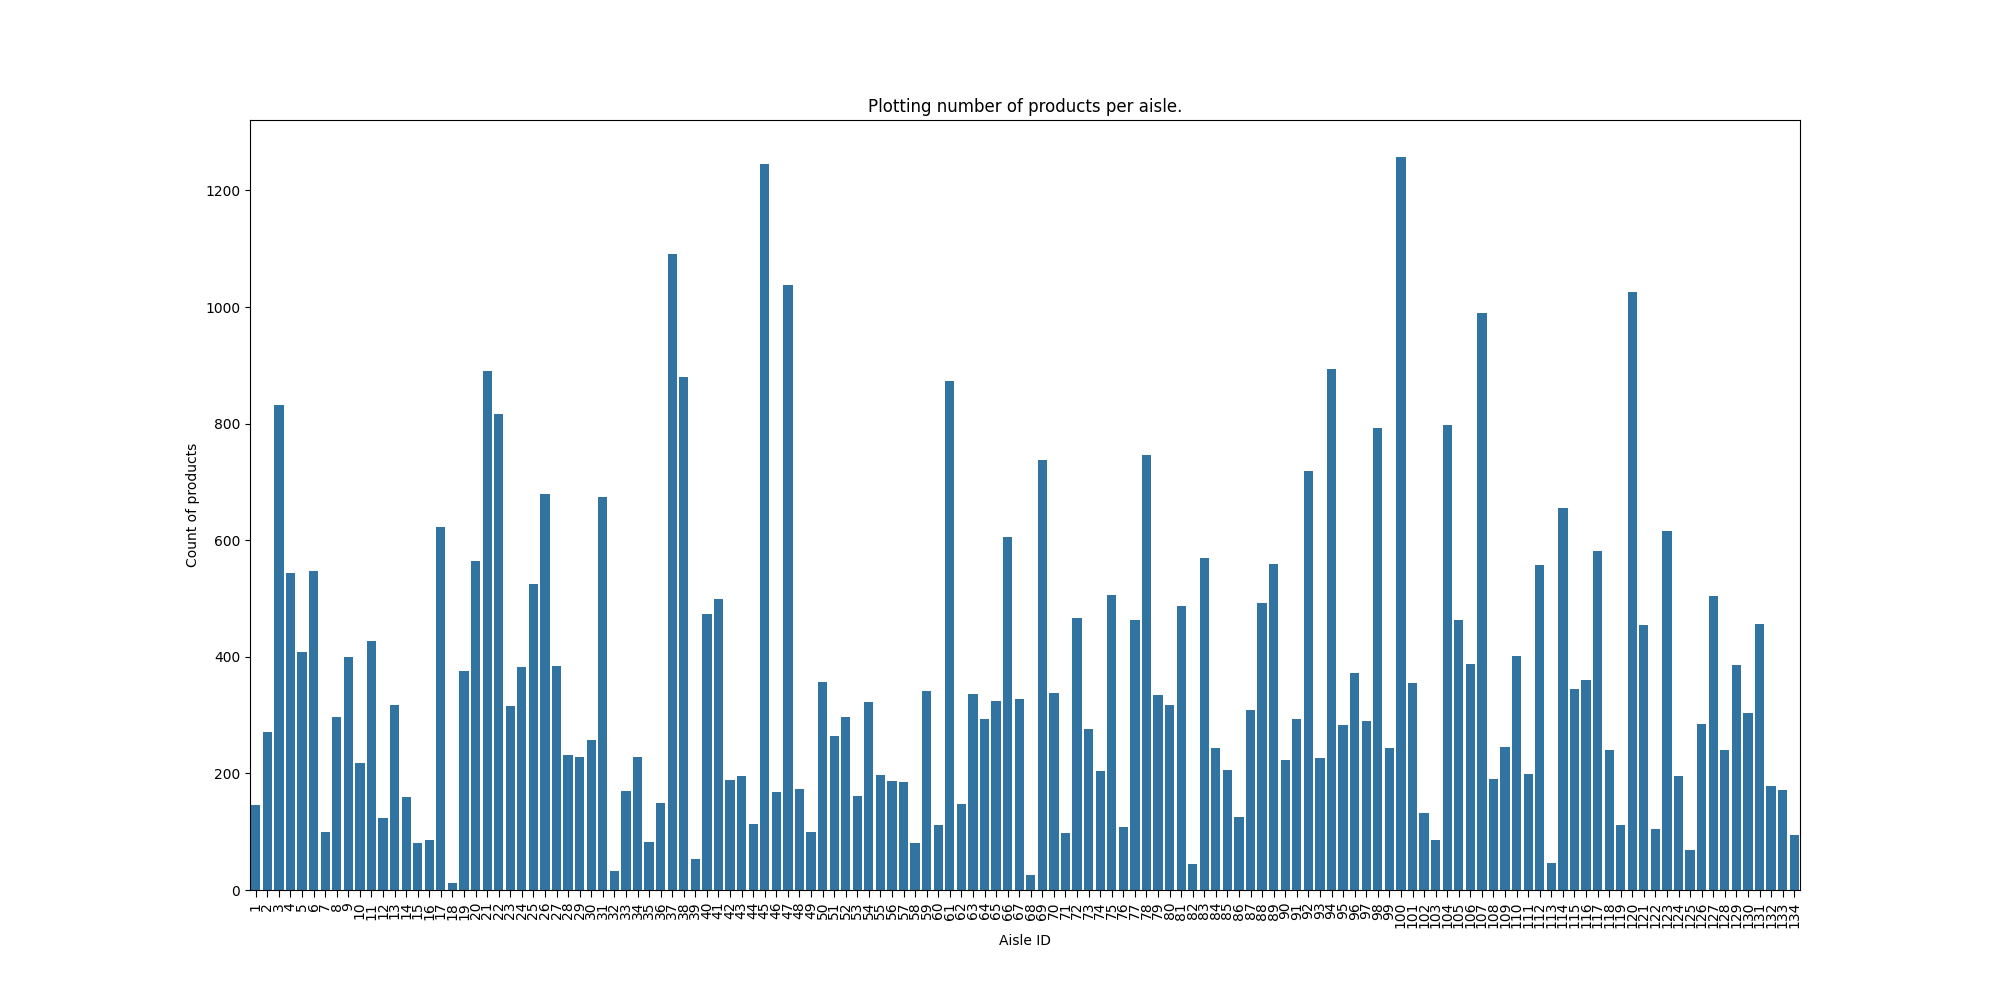 Plotting number of products per aisle.
Count of products
1200
1000
800
600
400
200
0
1 2 3 4 5 6 7 8 9 10 11 12 13 14 15 16 17 18 19 20 21 22 23 24 25 26 27 28 29 30 31 32 33 34 35 36 37 38 39 40 41 42 43 44 45 46 47 48 49 50 51 52 53 54 55 56 57 58 59 60 61 62 63 64 65 66 67 68 69 70 71 72 73 74 75 76 77 78 79 80 81 82 83 84 85 86 87 88 89 90 91 92 93 94 95 96 97 98 99 100 101 102 103 104 105 106 107 108 109 110 111 112 113 114 115 116 117 118 119 120 121 122 123 124 125 126 127 128 129 130 131 132 133 134
Aisle ID